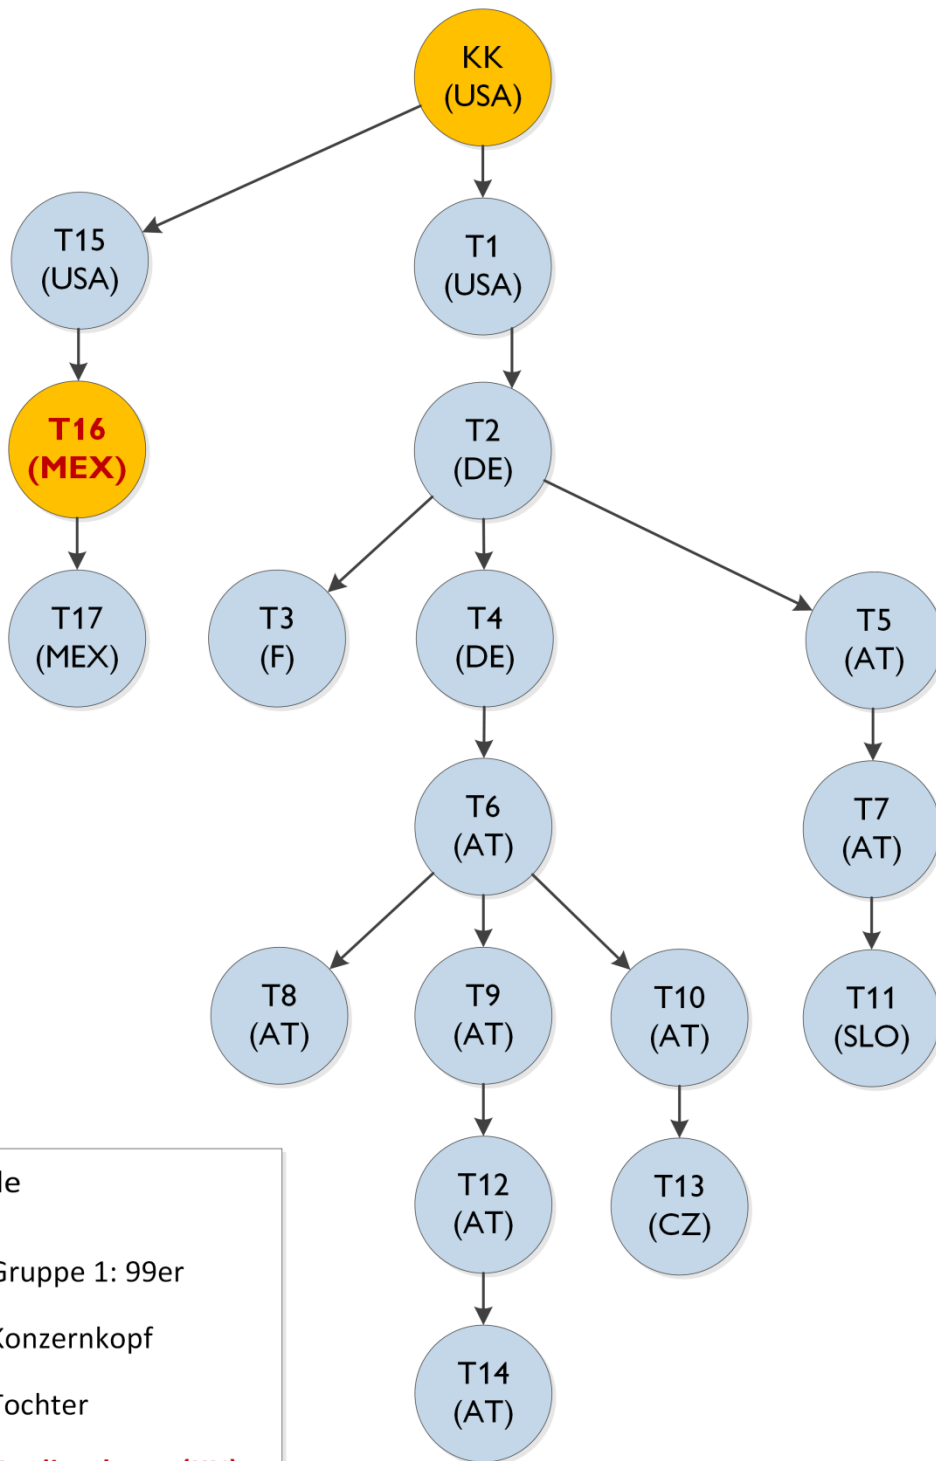 KK
(USA)
T15
(USA)
T1
(USA)
T16
(MEX)
T2
(DE)
T17
(MEX)
T3
(F)
T4
(DE)
T5
(AT)
T6
(AT)
T7
(AT)
T8
(AT)
T9
(AT)
T10
(AT)
T11
(SLO)
T12
(AT)
T13
(CZ)
T14
(AT)
de
Gruppe 1: 99er
Konzernkopf
Tochter